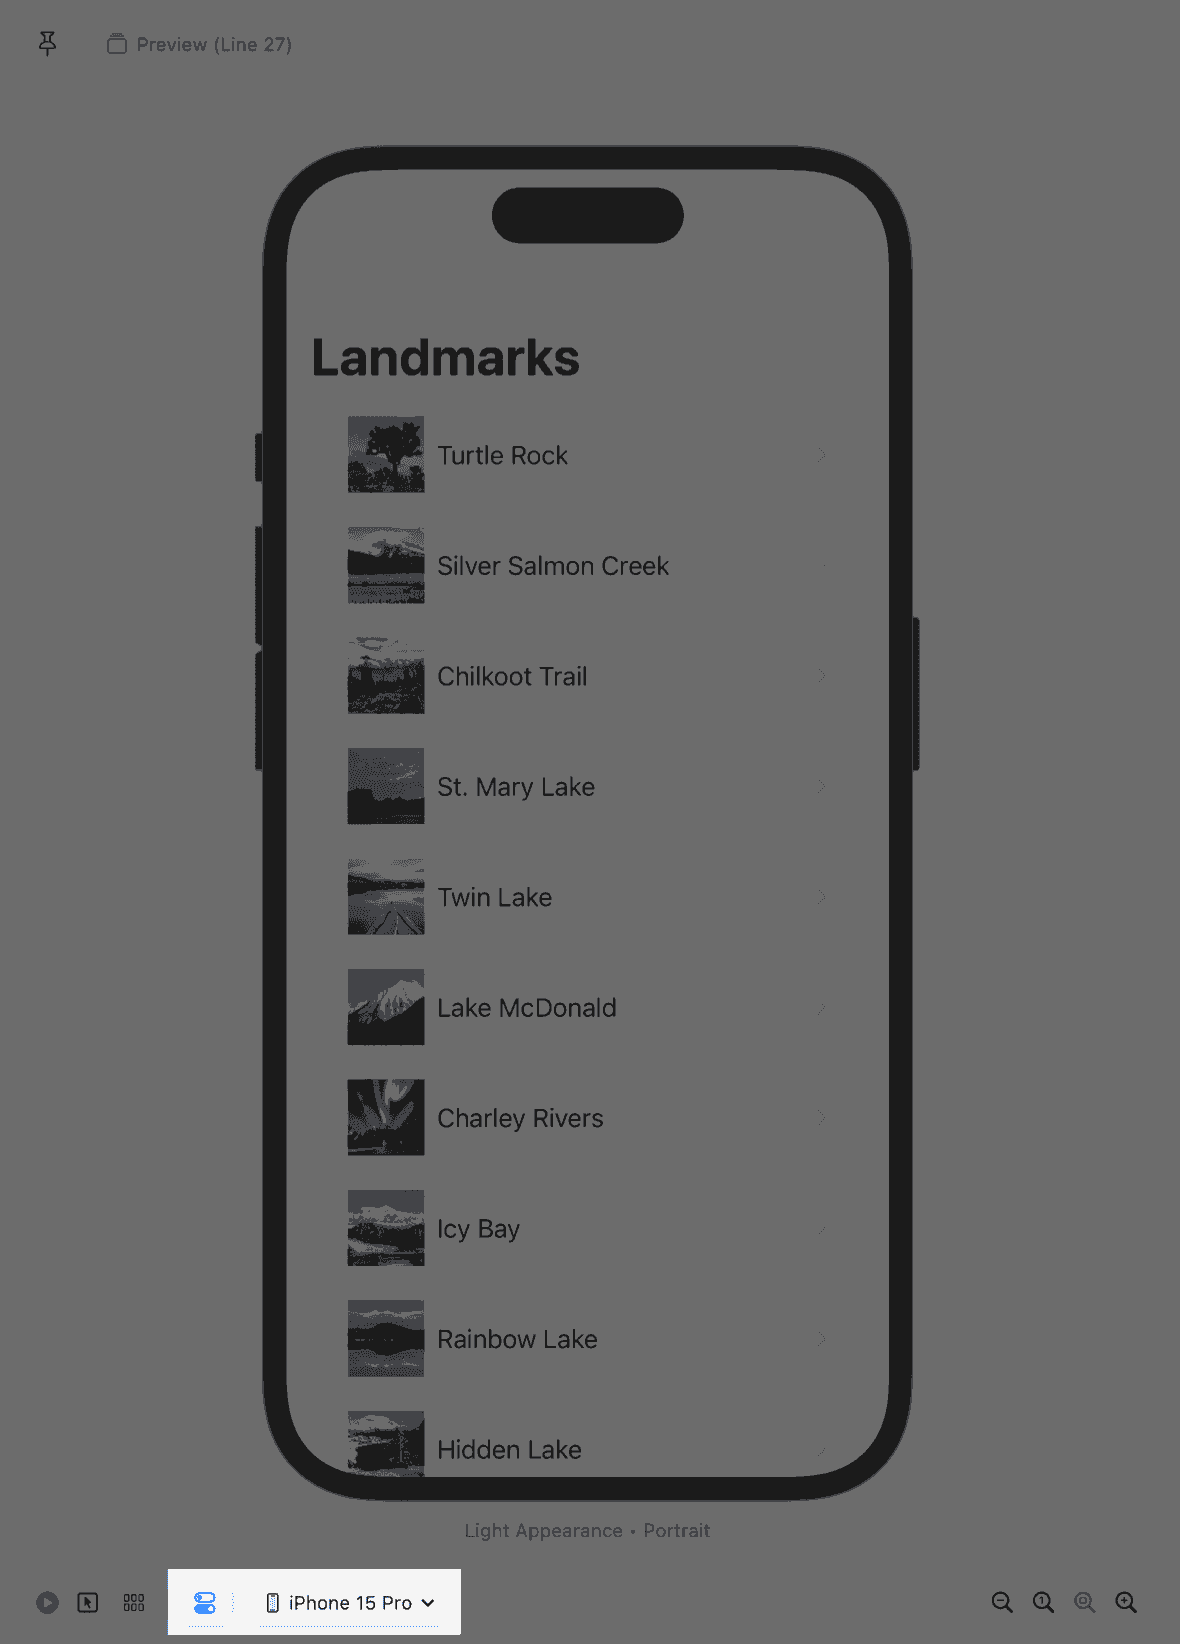 Preview (Line 27)
Landmarks
Turtle Rock
Silver Salmon Creek
Chilkoot Trail
St. Mary Lake
Twin Lake
Lake McDonald
Charley Rivers
Icy Bay
Rainbow Lake
Hidden Lake
Light Appearance • Portrait
iPhone 15 Pro
1